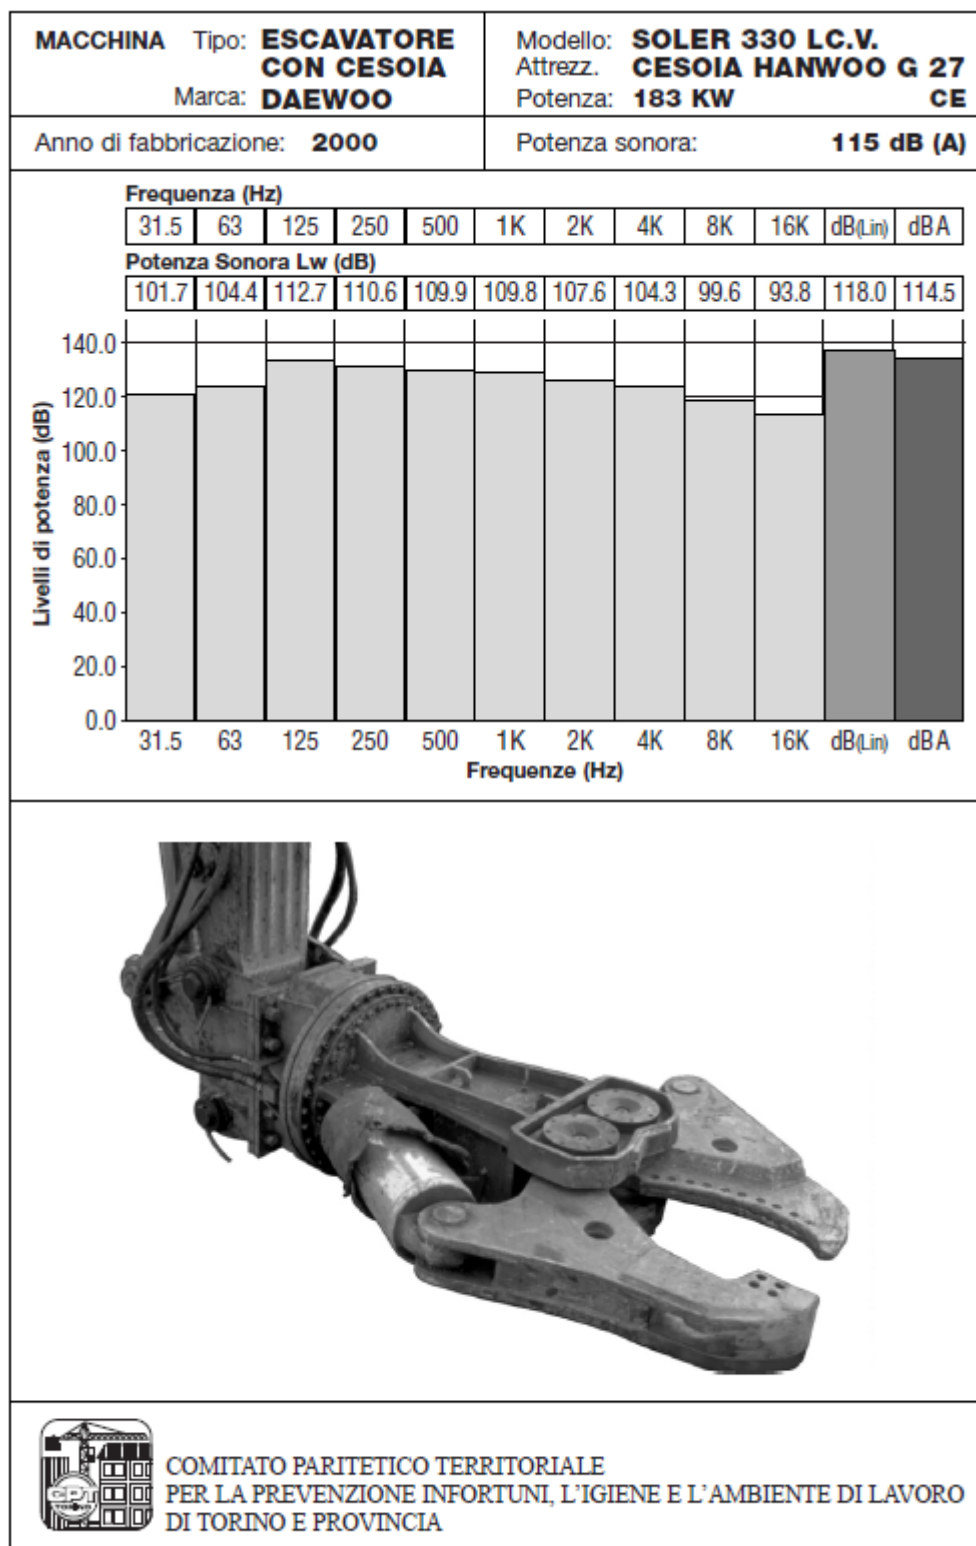 MACCHINA Tipo: ESCAVATORE
CON CESOIA
Marca: DAEWOO
Modello: SOLER 330 LC.V.
Attrezz. CESOIA HANWOO G 27
Potenza: 183 KW CE
Anno di fabbricazione: 2000
Potenza sonora: 115 dB (A)
Frequenza (Hz)
31.5 63 125 250 500 1K 2K 4K 8K 16K dB(Lin) dBA
Potenza Sonora Lw (dB)
101.7 104.4 112.7 110.6 109.9 109.8 107.6 104.3 99.6 93.8 118.0 114.5
Livelli di potenza (dB)
140.0
120.0
100.0
80.0
60.0
40.0
20.0
0.0
31.5 63 125 250 500 1K 2K 4K 8K 16K dB(Lin) dBA
Frequenze (Hz)
CPT
TORINO
COMITATO PARITETICO TERRITORIALE
PER LA PREVENZIONE INFORTUNI, L'IGIENE E L'AMBIENTE DI LAVORO
DI TORINO E PROVINCIA